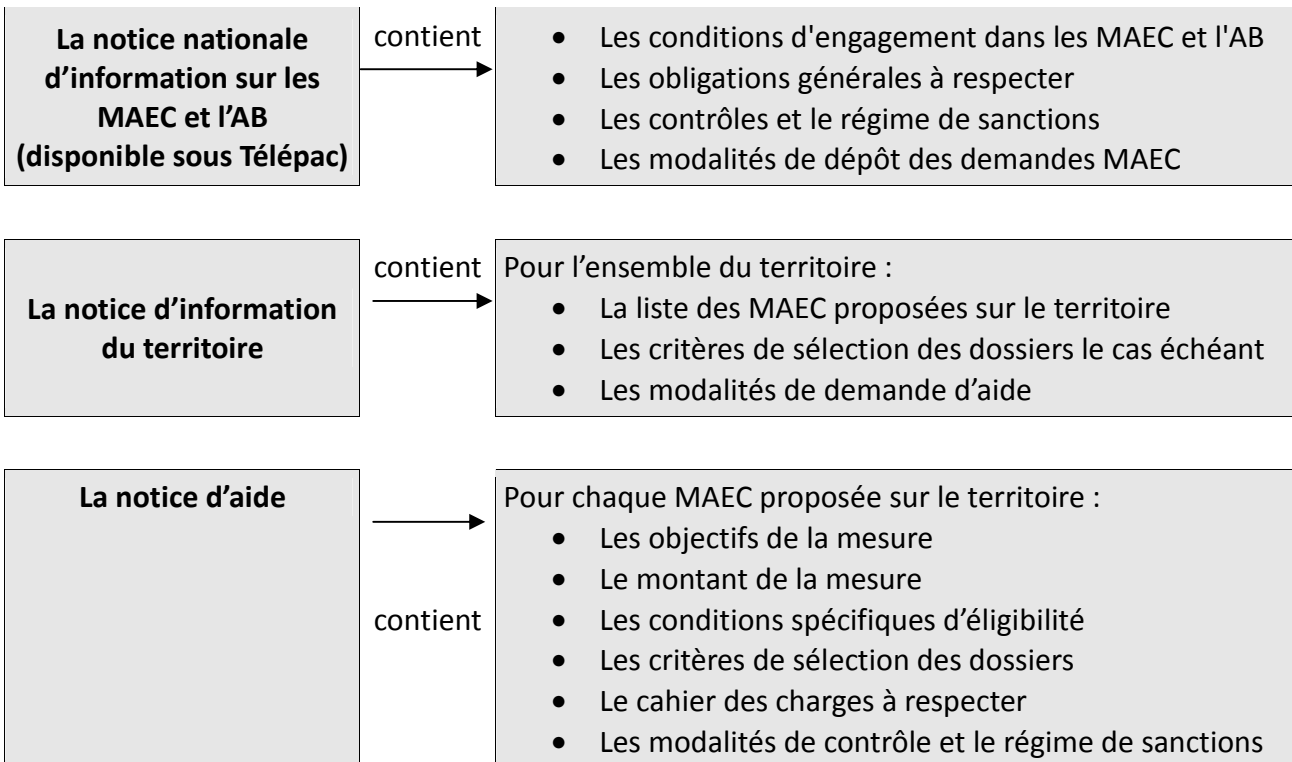 La notice nationale
d’information sur les
MAEC et l’AB
(disponible sous Télépac)
contient
• Les conditions d'engagement dans les MAEC et l'AB
• Les obligations générales à respecter
• Les contrôles et le régime de sanctions
• Les modalités de dépôt des demandes MAEC
La notice d’information
du territoire
contient
Pour l’ensemble du territoire :
• La liste des MAEC proposées sur le territoire
• Les critères de sélection des dossiers le cas échéant
• Les modalités de demande d’aide
La notice d’aide
contient
Pour chaque MAEC proposée sur le territoire :
• Les objectifs de la mesure
• Le montant de la mesure
• Les conditions spécifiques d’éligibilité
• Les critères de sélection des dossiers
• Le cahier des charges à respecter
• Les modalités de contrôle et le régime de sanctions